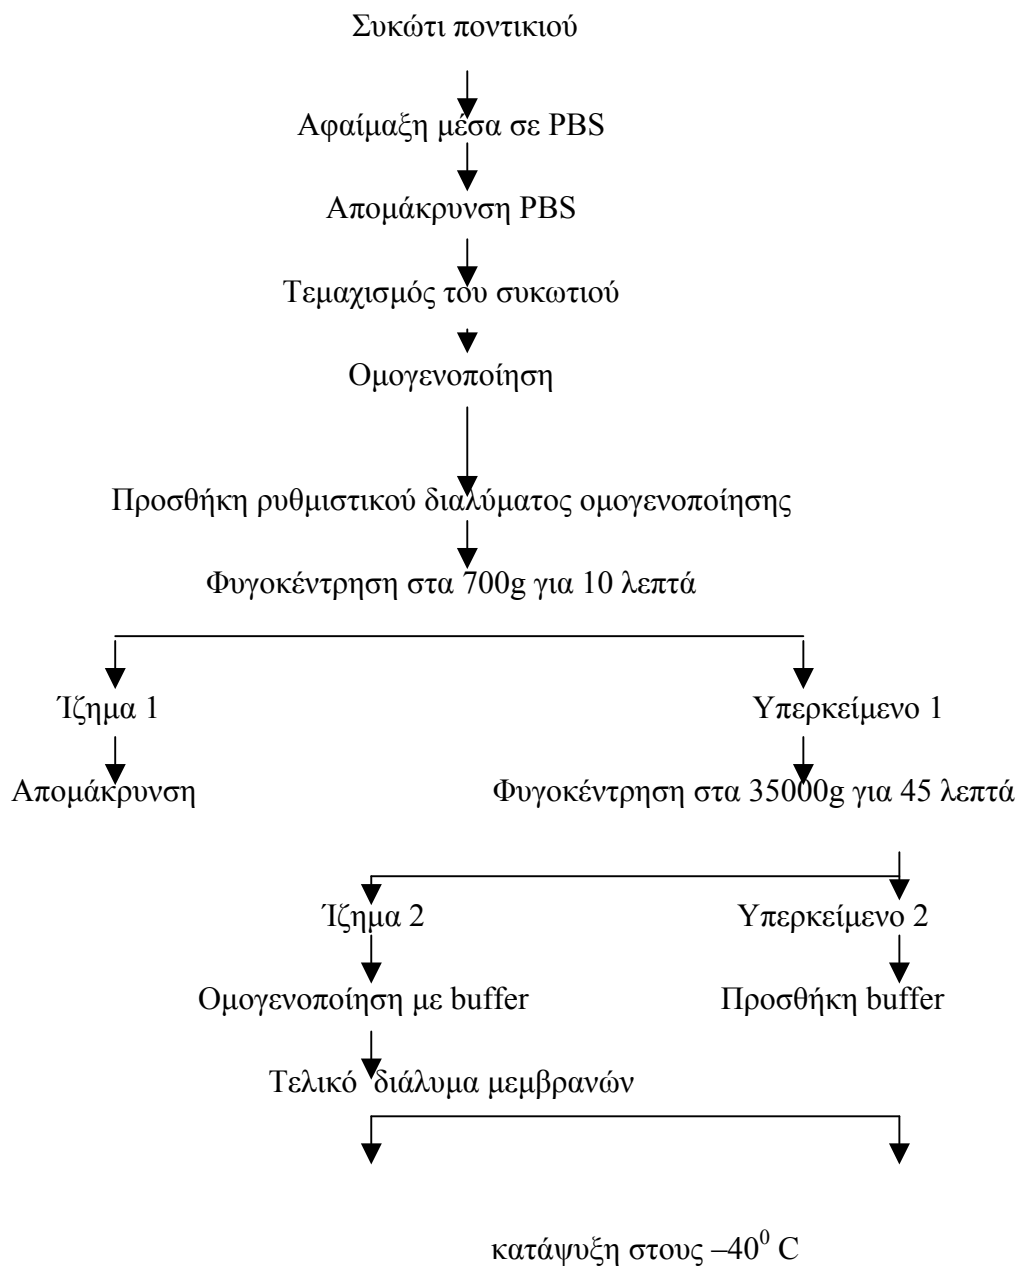 Συκώτι ποντικιού
Αφαίμαξη μέσα σε PBS
Απομάκρυνση PBS
Τεμαχισμός του συκωτιού
Ομογενοποίηση
Προσθήκη ρυθμιστικού διαλύματος ομογενοποίησης
Φυγοκέντρηση στα 700g για 10 λεπτά
Ίζημα 1
Υπερκείμενο 1
Απομάκρυνση
Φυγοκέντρηση στα 35000g για 45 λεπτά
Ίζημα 2
Υπερκείμενο 2
Ομογενοποίηση με buffer
Προσθήκη buffer
Τελικό διάλυμα μεμβρανών
κατάψυξη στους –40⁰ C